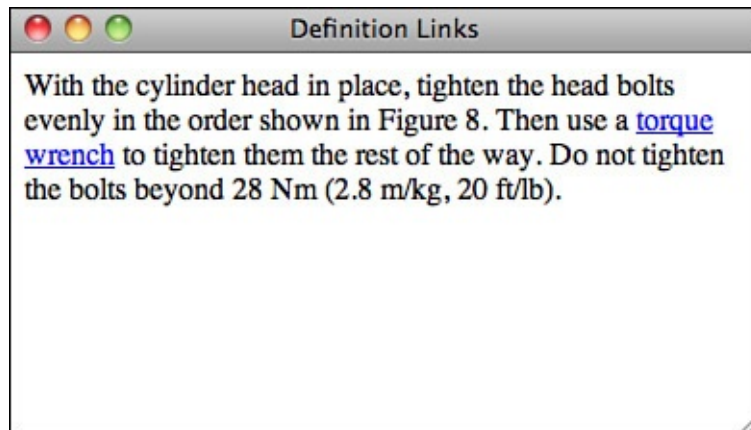 Definition Links
With the cylinder head in place, tighten the head bolts
evenly in the order shown in Figure 8. Then use a torque
wrench to tighten them the rest of the way. Do not tighten
the bolts beyond 28 Nm (2.8 m/kg, 20 ft/lb).